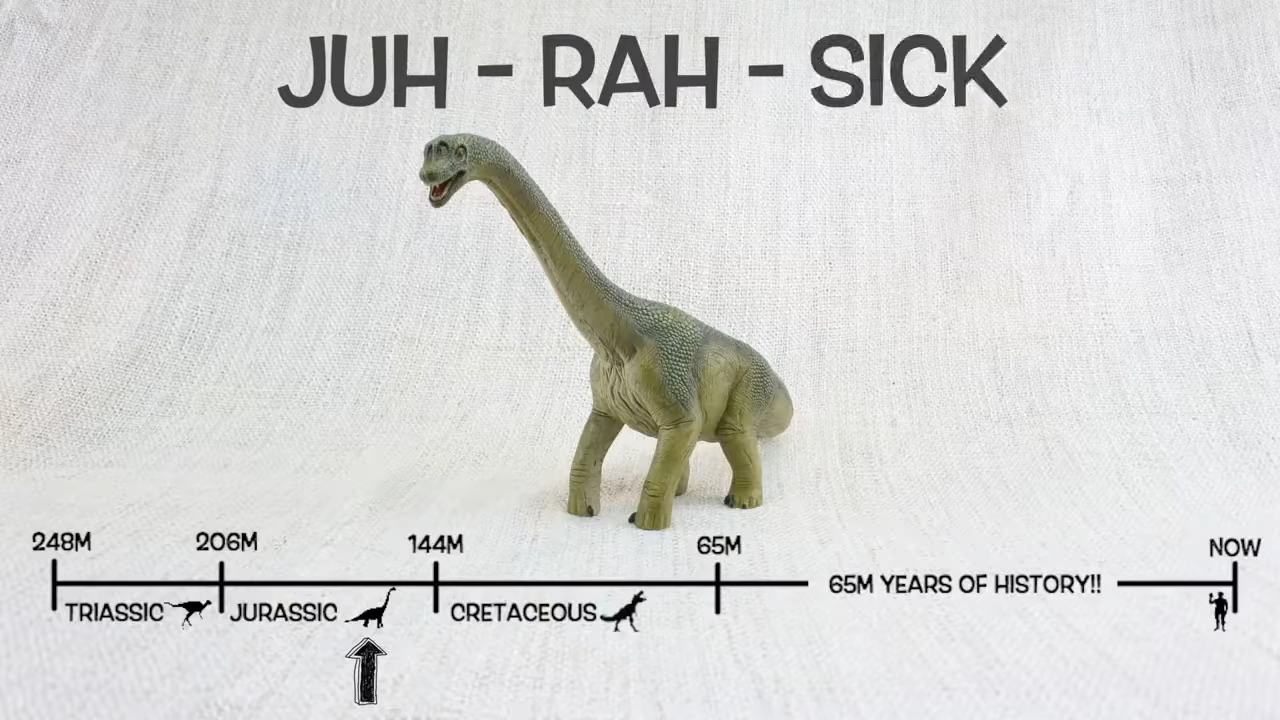 JUH - RAH - SICK
248M 206M 144M 65M NOW
65M YEARS OF HISTORY!!
TRIASSIC JURASSIC CRETACEOUS